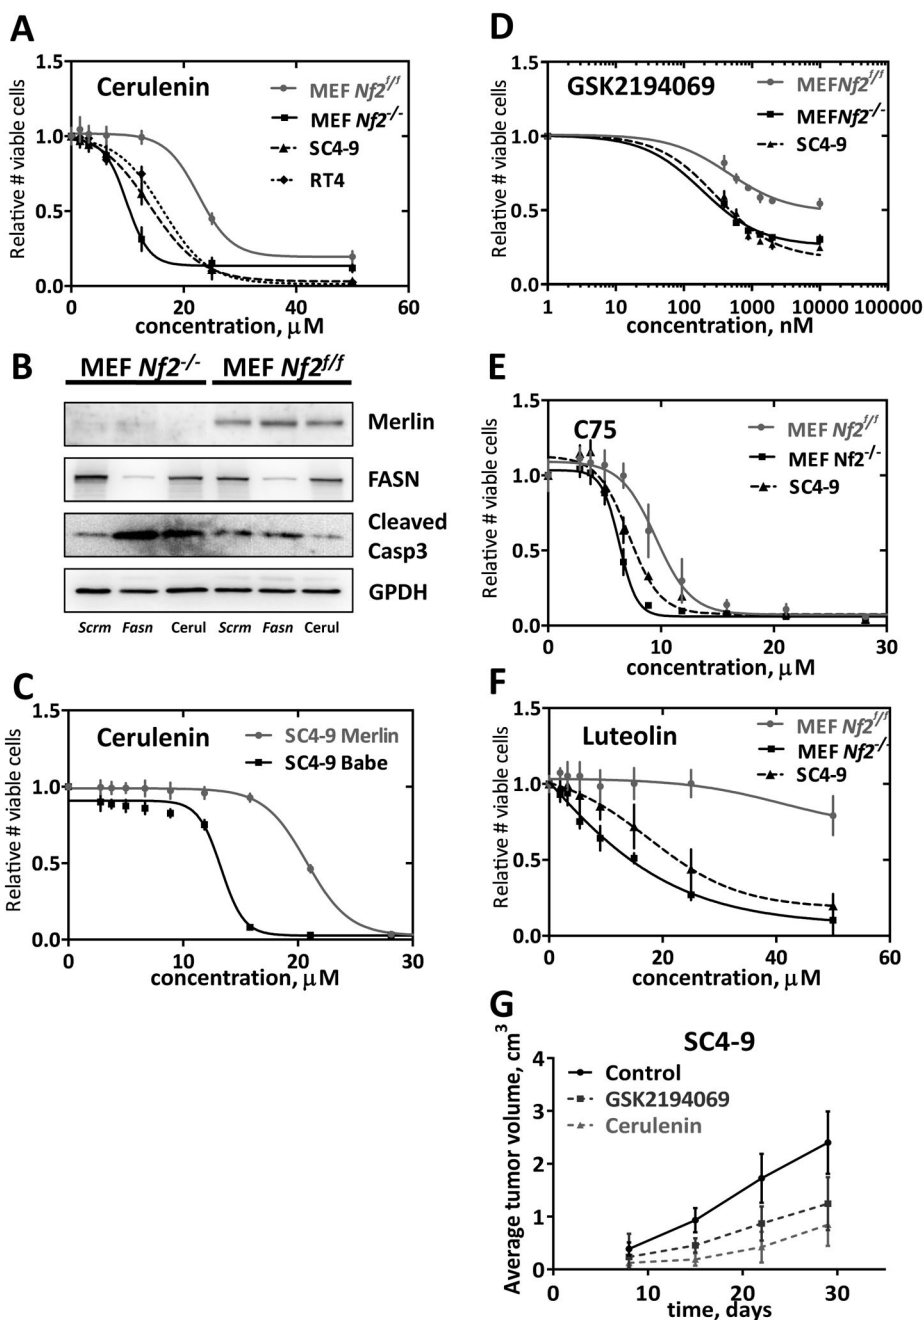 A
Cerulenin
MEF Nf2f/f
MEF Nf2-/-
SC4-9
RT4
Relative # viable cells
1.5
1.0
0.5
0.0
0 20 40 60
concentration, μM
B
MEF Nf2-/- MEF Nf2f/f
Merlin
FASN
Cleaved
Casp3
GPDH
Scrm Fasn Cerul Scrm Fasn Cerul
C
Cerulenin
SC4-9 Merlin
SC4-9 Babe
Relative # viable cells
1.5
1.0
0.5
0.0
0 10 20 30
concentration, μM
D
GSK2194069
MEFNf2f/f
MEFNf2-/-
SC4-9
Relative # viable cells
1.5
1.0
0.5
0.0
1 10 100 1000 10000 100000
concentration, nM
E
C75
MEF Nf2f/f
MEF Nf2-/-
SC4-9
Relative # viable cells
1.5
1.0
0.5
0.0
0 10 20 30
concentration, μM
F
Luteolin
MEF Nf2f/f
MEF Nf2-/-
SC4-9
Relative # viable cells
1.5
1.0
0.5
0.0
0 20 40 60
concentration, μM
G
SC4-9
Control
GSK2194069
Cerulenin
Average tumor volume, cm3
4
3
2
1
0
0 10 20 30
time, days